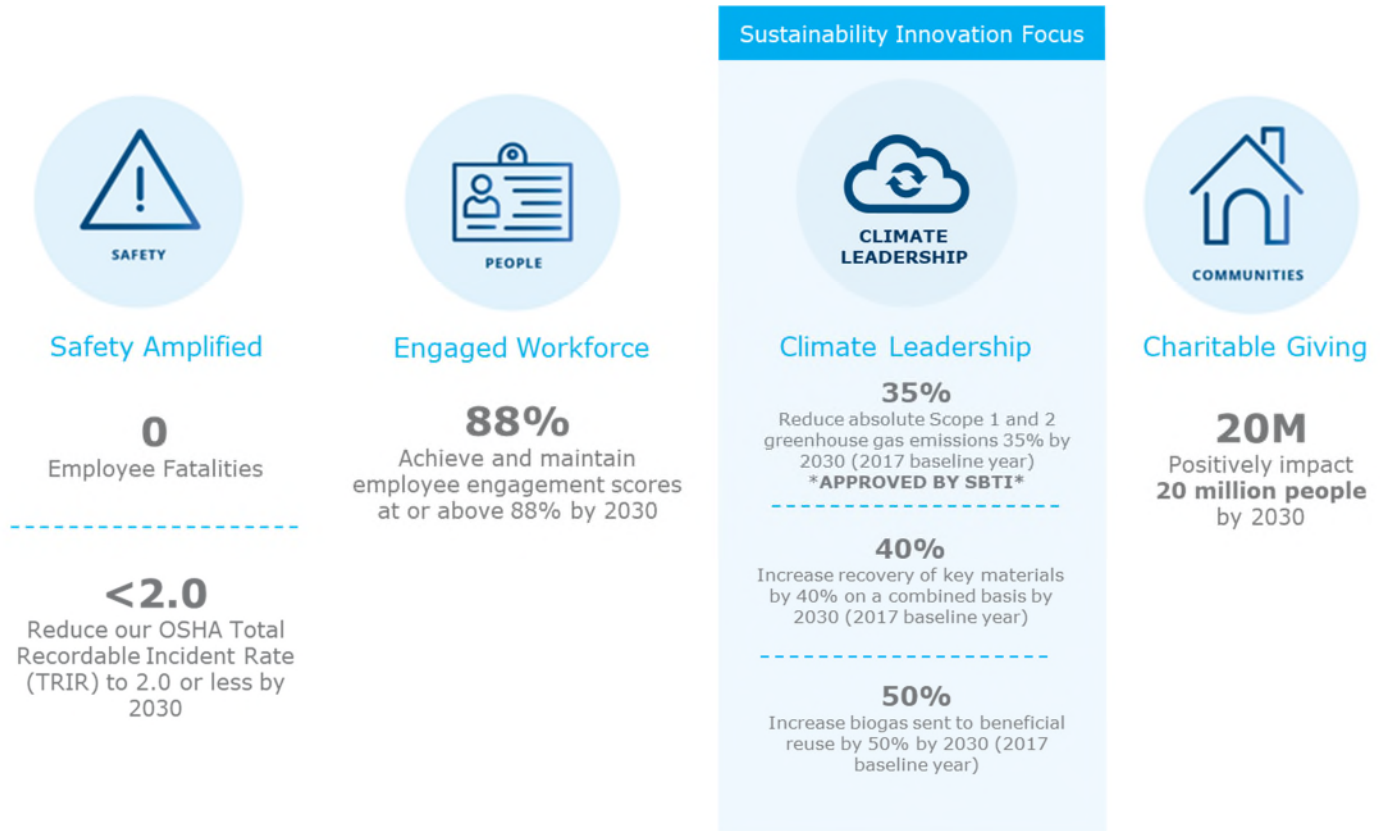 Sustainability Innovation Focus
SAFETY
Safety Amplified
0
Employee Fatalities
<2.0
Reduce our OSHA Total
Recordable Incident Rate
(TRIR) to 2.0 or less by
2030
PEOPLE
Engaged Workforce
88%
Achieve and maintain
employee engagement scores
at or above 88% by 2030
CLIMATE
LEADERSHIP
Climate Leadership
35%
Reduce absolute Scope 1 and 2
greenhouse gas emissions 35% by
2030 (2017 baseline year)
*APPROVED BY SBTI*
40%
Increase recovery of key materials
by 40% on a combined basis by
2030 (2017 baseline year)
50%
Increase biogas sent to beneficial
reuse by 50% by 2030 (2017
baseline year)
COMMUNITIES
Charitable Giving
20M
Positively impact
20 million people
by 2030